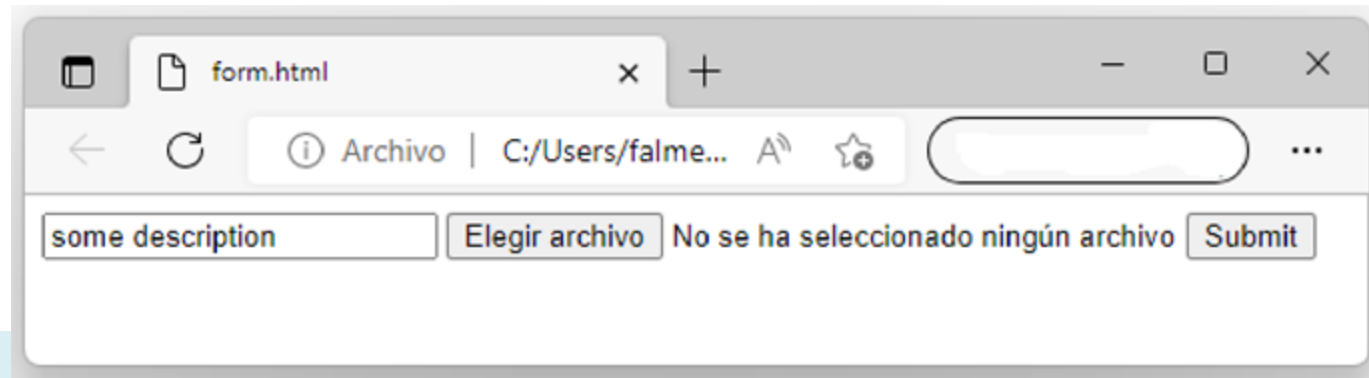 form.html
Archivo | C:/Users/falme...
some description Elegir archivo No se ha seleccionado ningún archivo Submit